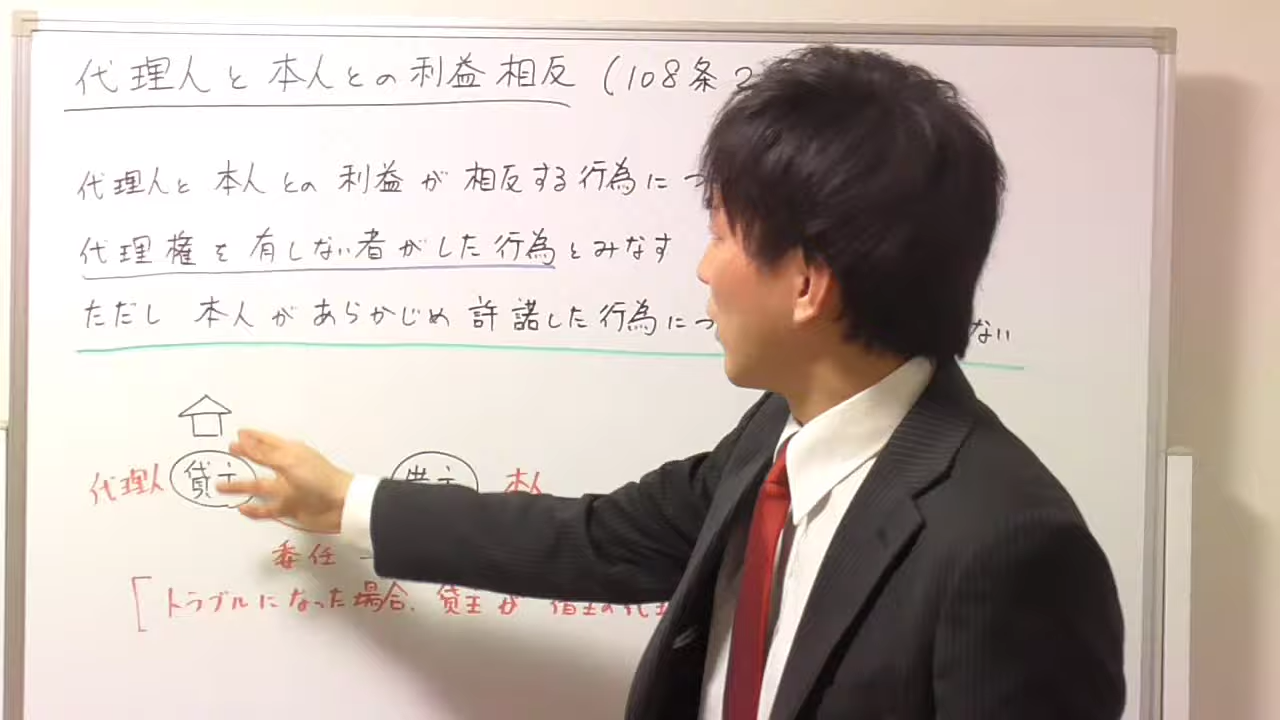 代理人と本人との利益相反(108条2
代理人と本人との利益が相反する行為につ
代理権を有しない者がした行為とみなす
ただし 本人があらかじめ許諾した行為につ ない
代理人 貸主 借主 本人
委任
トラブルになった場合、貸主が 借主の代理